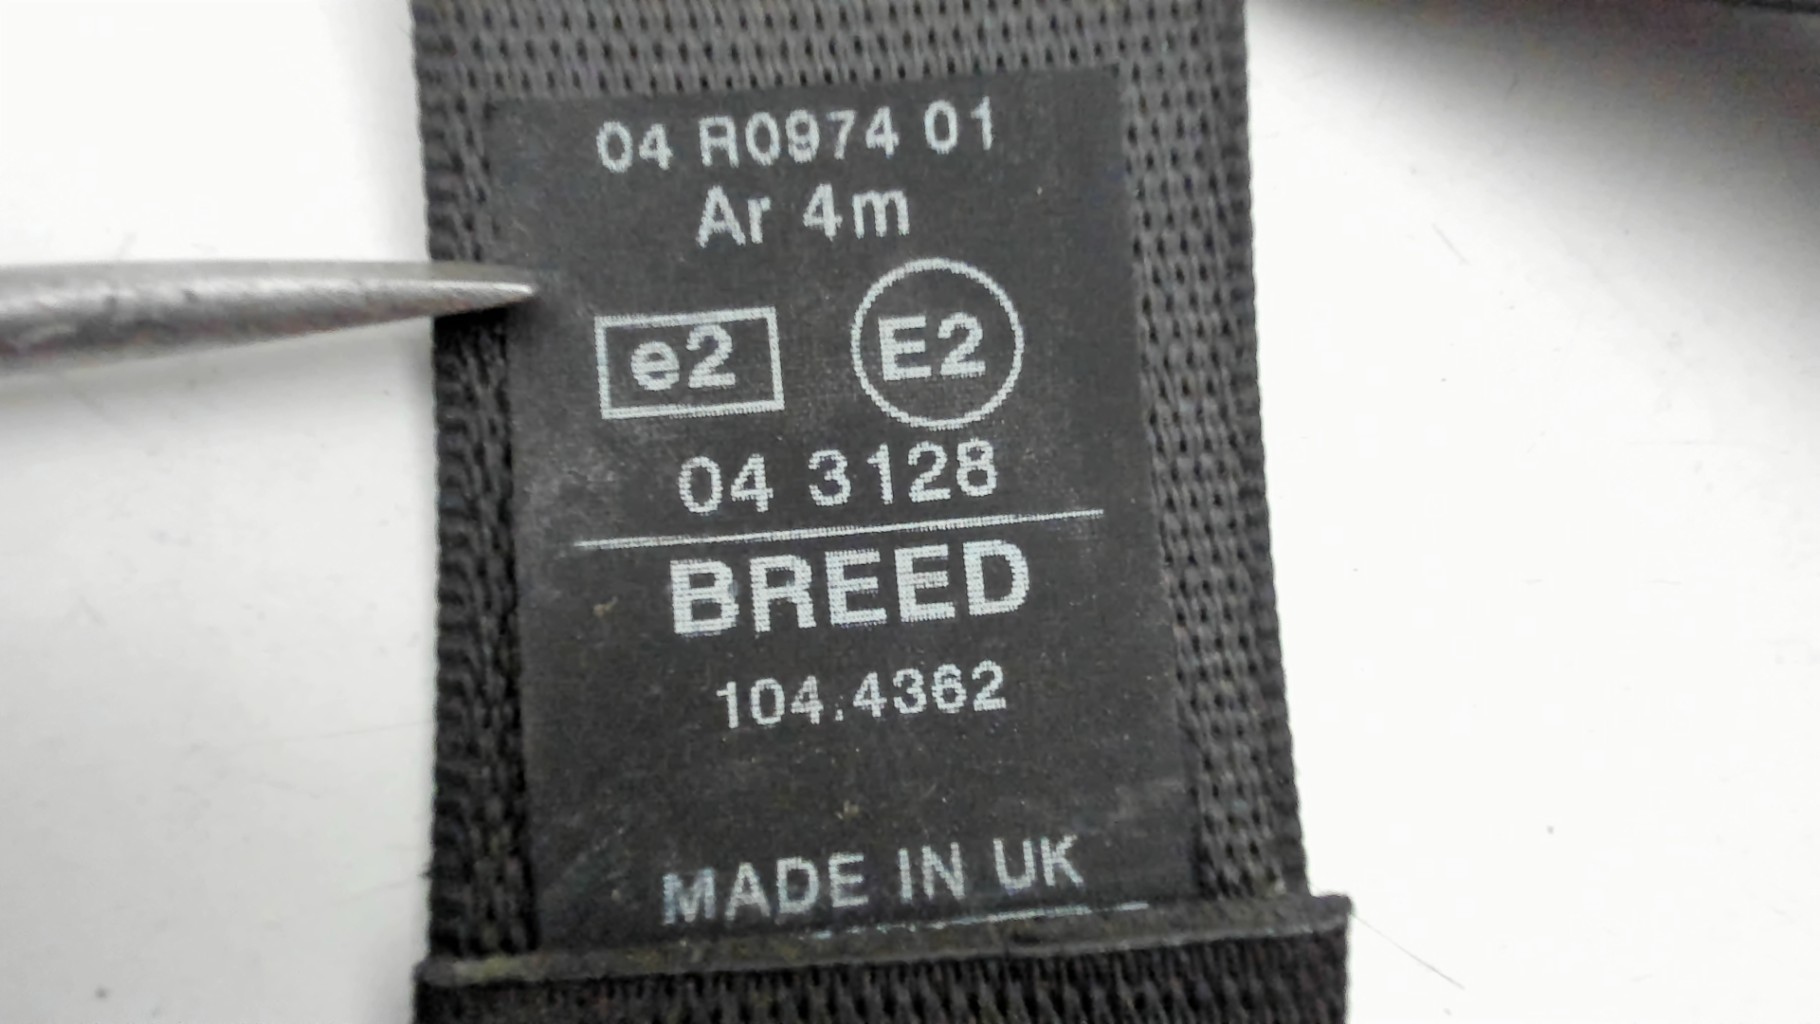 04 R0974 01
Ar 4m
e2 E2
04 3128
BREED
104.4362
MADE IN UK